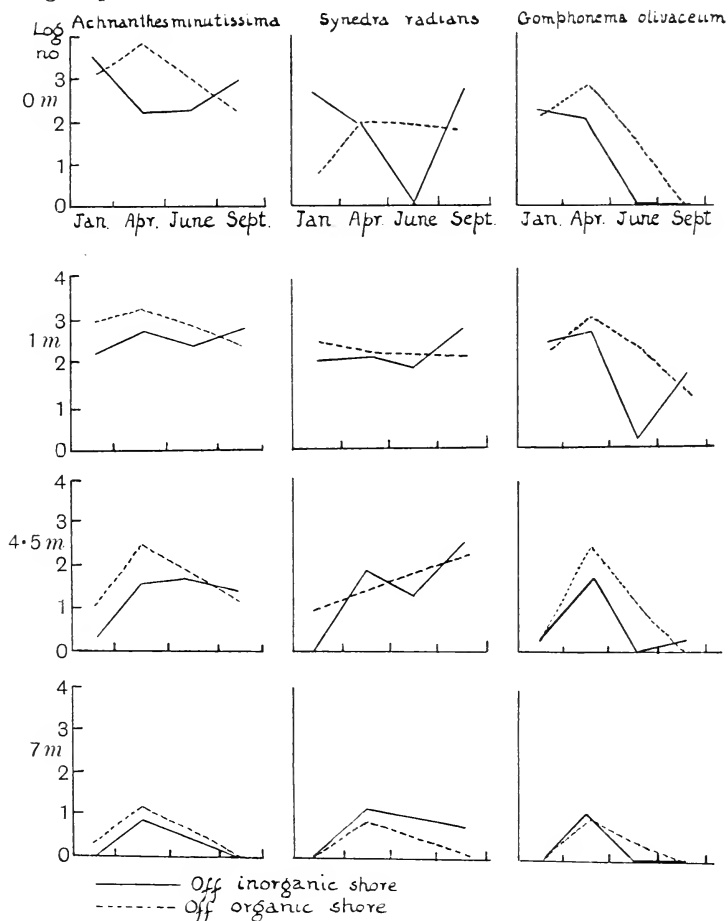 Achnanthes minutissima Synedra radians Gomphonema olivaceum
Log no
3
0 m
2
1
0
Jan. Apr. June Sept. Jan. Apr. June Sept. Jan. Apr. June Sept
4
3
1 m
2
1
0
4
4·5 m
3
2
1
0
4
3
7 m
2
1
0
Off inorganic shore
Off organic shore